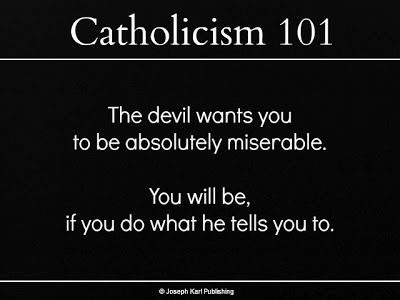 Catholicism 101
The devil wants you
to be absolutely miserable.
You will be,
if you do what he tells you to.
© Joseph Karl Publishing